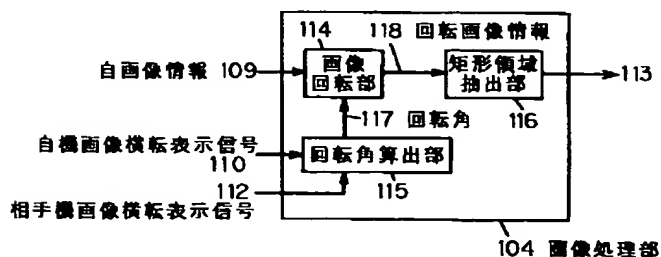 114
118 回転画像情報
自画像情報 109
画像
回転部
矩形領域
抽出部
113
116
117 回転角
自機画像横転表示信号
110
回転角算出部
112
115
相手機画像横転表示信号
104 画像処理部